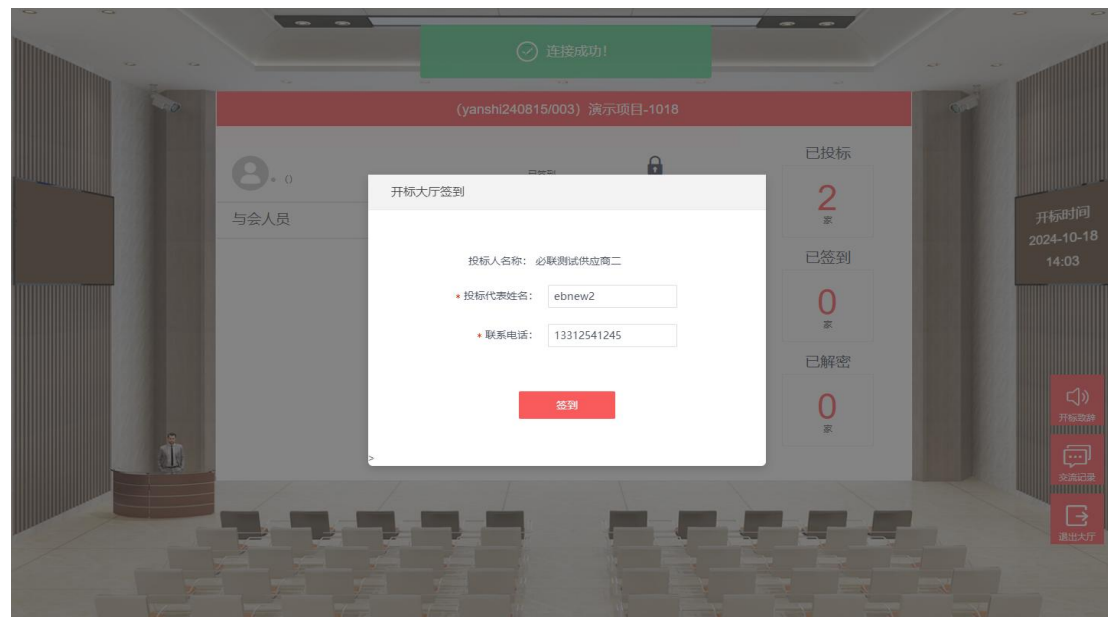 连接成功！
（yanshi240815/003）演示项目-1018
已投标
2
家
已签到
0
家
已解密
0
家
()
已签到
与会人员
开标大厅签到
投标人名称： 必联测试供应商二
* 投标代表姓名： ebnew2
* 联系电话： 13312541245
签到
>
开标时间
2024-10-18
14:03
开标致辞
交流记录
退出大厅